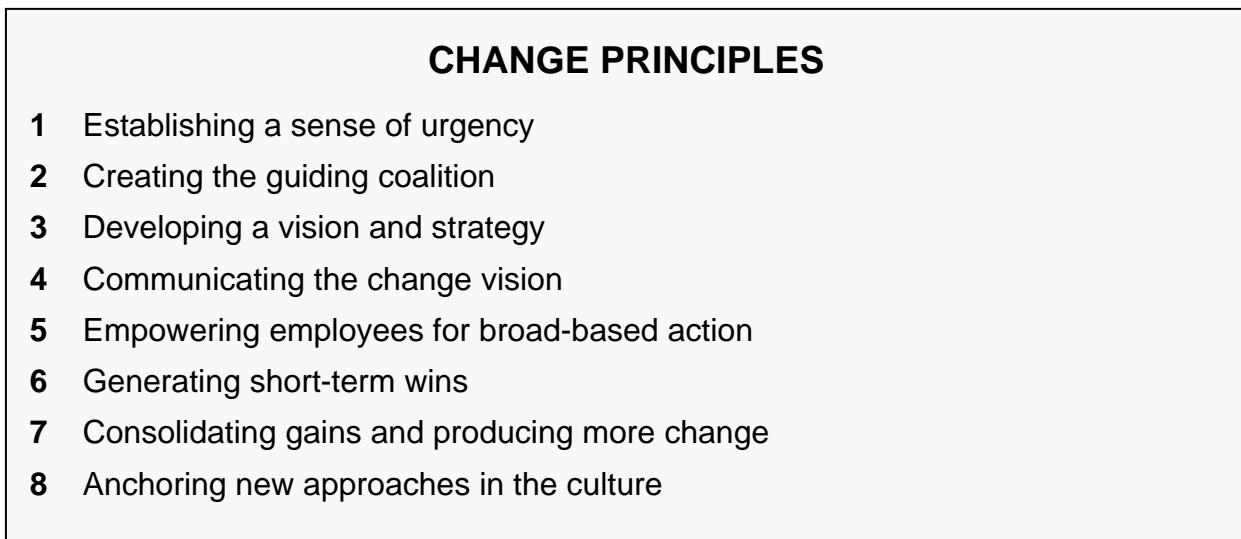 CHANGE PRINCIPLES
1 Establishing a sense of urgency
2 Creating the guiding coalition
3 Developing a vision and strategy
4 Communicating the change vision
5 Empowering employees for broad-based action
6 Generating short-term wins
7 Consolidating gains and producing more change
8 Anchoring new approaches in the culture